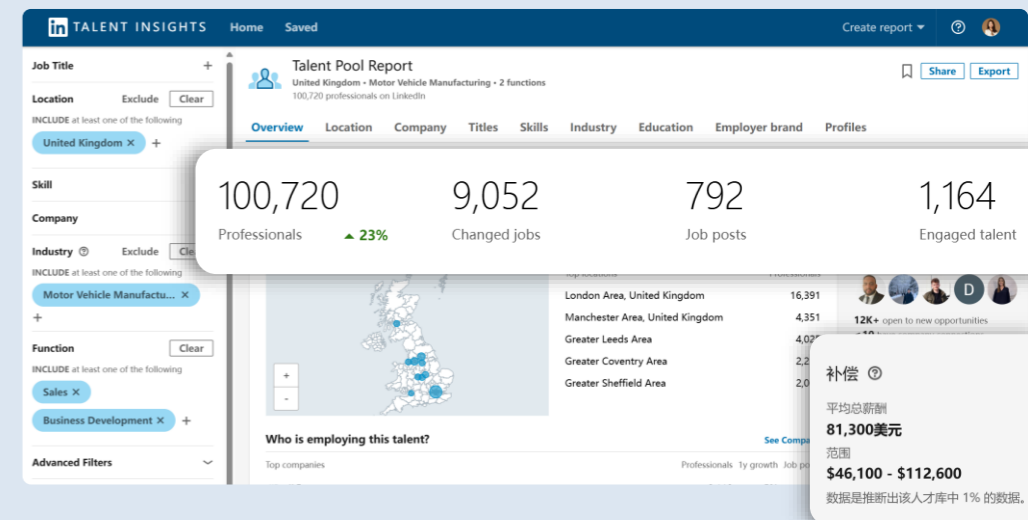 in TALENT INSIGHTS Home Saved Create report
Job Title +
Location Exclude Clear
INCLUDE at least one of the following
United Kingdom × +
Skill
Company
Industry Exclude
INCLUDE at least one of the following
Motor Vehicle Manufactu... ×
+
Function Clear
INCLUDE at least one of the following
Sales ×
Business Development × +
Advanced Filters
Talent Pool Report
United Kingdom • Motor Vehicle Manufacturing • 2 functions
100,720 professionals on LinkedIn
Share Export
Overview Location Company Titles Skills Industry Education Employer brand Profiles
100,720 9,052 792 1,164
Professionals ▲ 23% Changed jobs Job posts Engaged talent
Top locations Professionals
London Area, United Kingdom 16,391
Manchester Area, United Kingdom 4,351
Greater Leeds Area
Greater Coventry Area
Greater Sheffield Area
+
-
D
12K+ open to new opportunities
Who is employing this talent? See
Top companies Professionals 1y growth Job
补偿
平均总薪酬
81,300美元
范围
$46,100 - $112,600
数据是推断出该人才库中 1% 的数据。